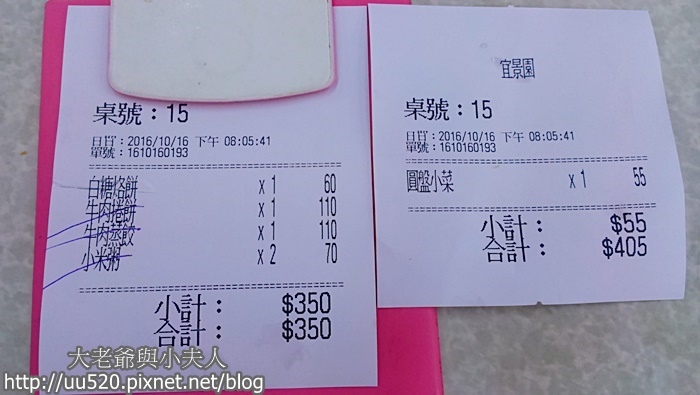 桌號：15
日買：2016/10/16 下午 08:05:41
單號：1610160193
白糖烙餅 x 1 60
牛肉捲餅 x 1 110
牛肉蒸餃 x 1 110
小米粥 x 2 70
小計： $350
合計： $350
宜景園
桌號：15
日買：2016/10/16 下午 08:05:41
單號：1610160193
圓盤小菜 x 1 55
小計： $55
合計： $405
大老爺與小夫人
http://uu520.pixnet.net/blog